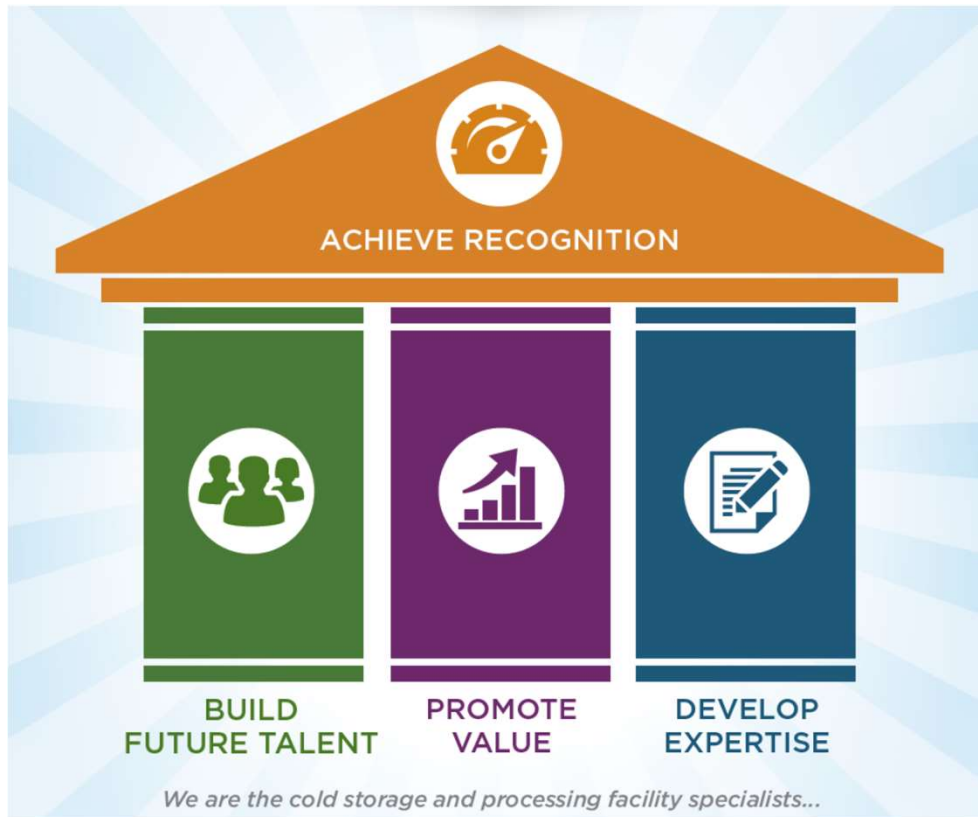 ACHIEVE RECOGNITION
BUILD
FUTURE TALENT
PROMOTE
VALUE
DEVELOP
EXPERTISE
We are the cold storage and processing facility specialists...